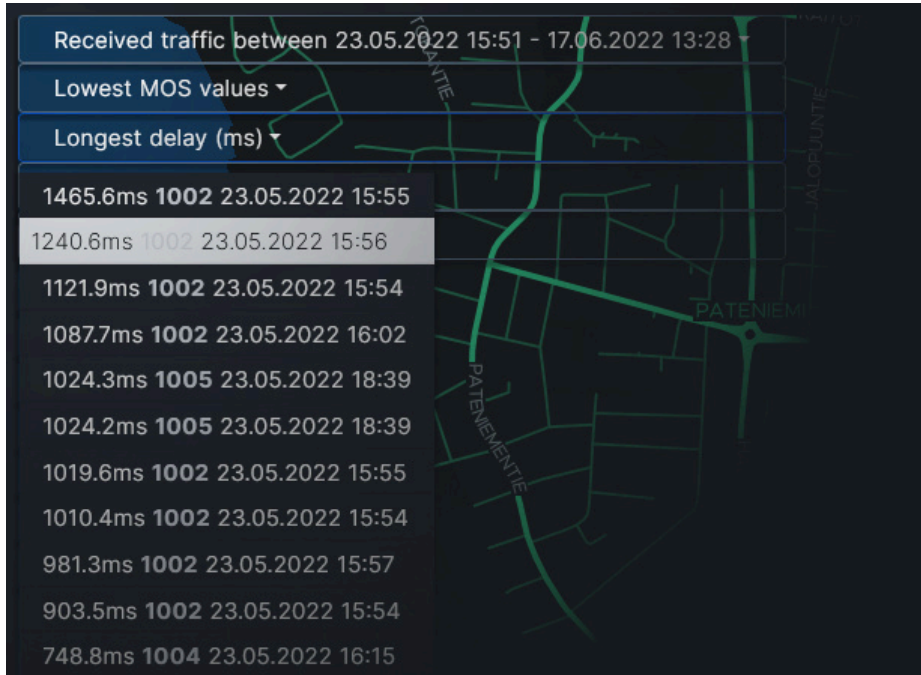 Received traffic between 23.05.2022 15:51 - 17.06.2022 13:28
Lowest MOS values
Longest delay (ms)
1465.6ms 1002 23.05.2022 15:55
1240.6ms 1002 23.05.2022 15:56
1121.9ms 1002 23.05.2022 15:54
1087.7ms 1002 23.05.2022 16:02
1024.3ms 1005 23.05.2022 18:39
1024.2ms 1005 23.05.2022 18:39
1019.6ms 1002 23.05.2022 15:55
1010.4ms 1002 23.05.2022 15:54
981.3ms 1002 23.05.2022 15:57
903.5ms 1002 23.05.2022 15:54
748.8ms 1004 23.05.2022 16:15
JALOPUUNTIE
PATENIEMI
PATENIEMENTIE